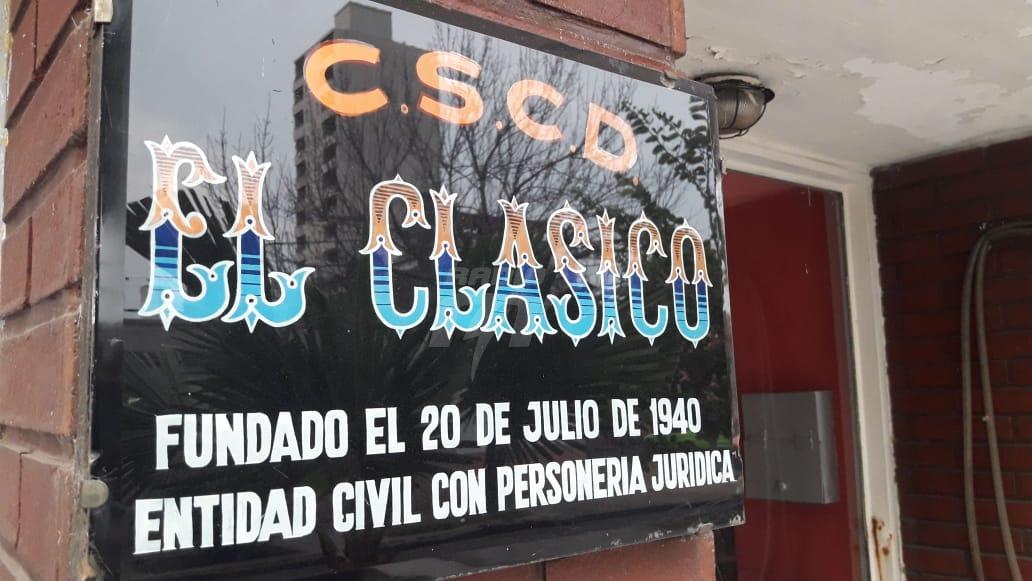 C.S.C.D.
EL CLASICO
FUNDADO EL 20 DE JULIO DE 1940
ENTIDAD CIVIL CON PERSONERIA JURIDICA